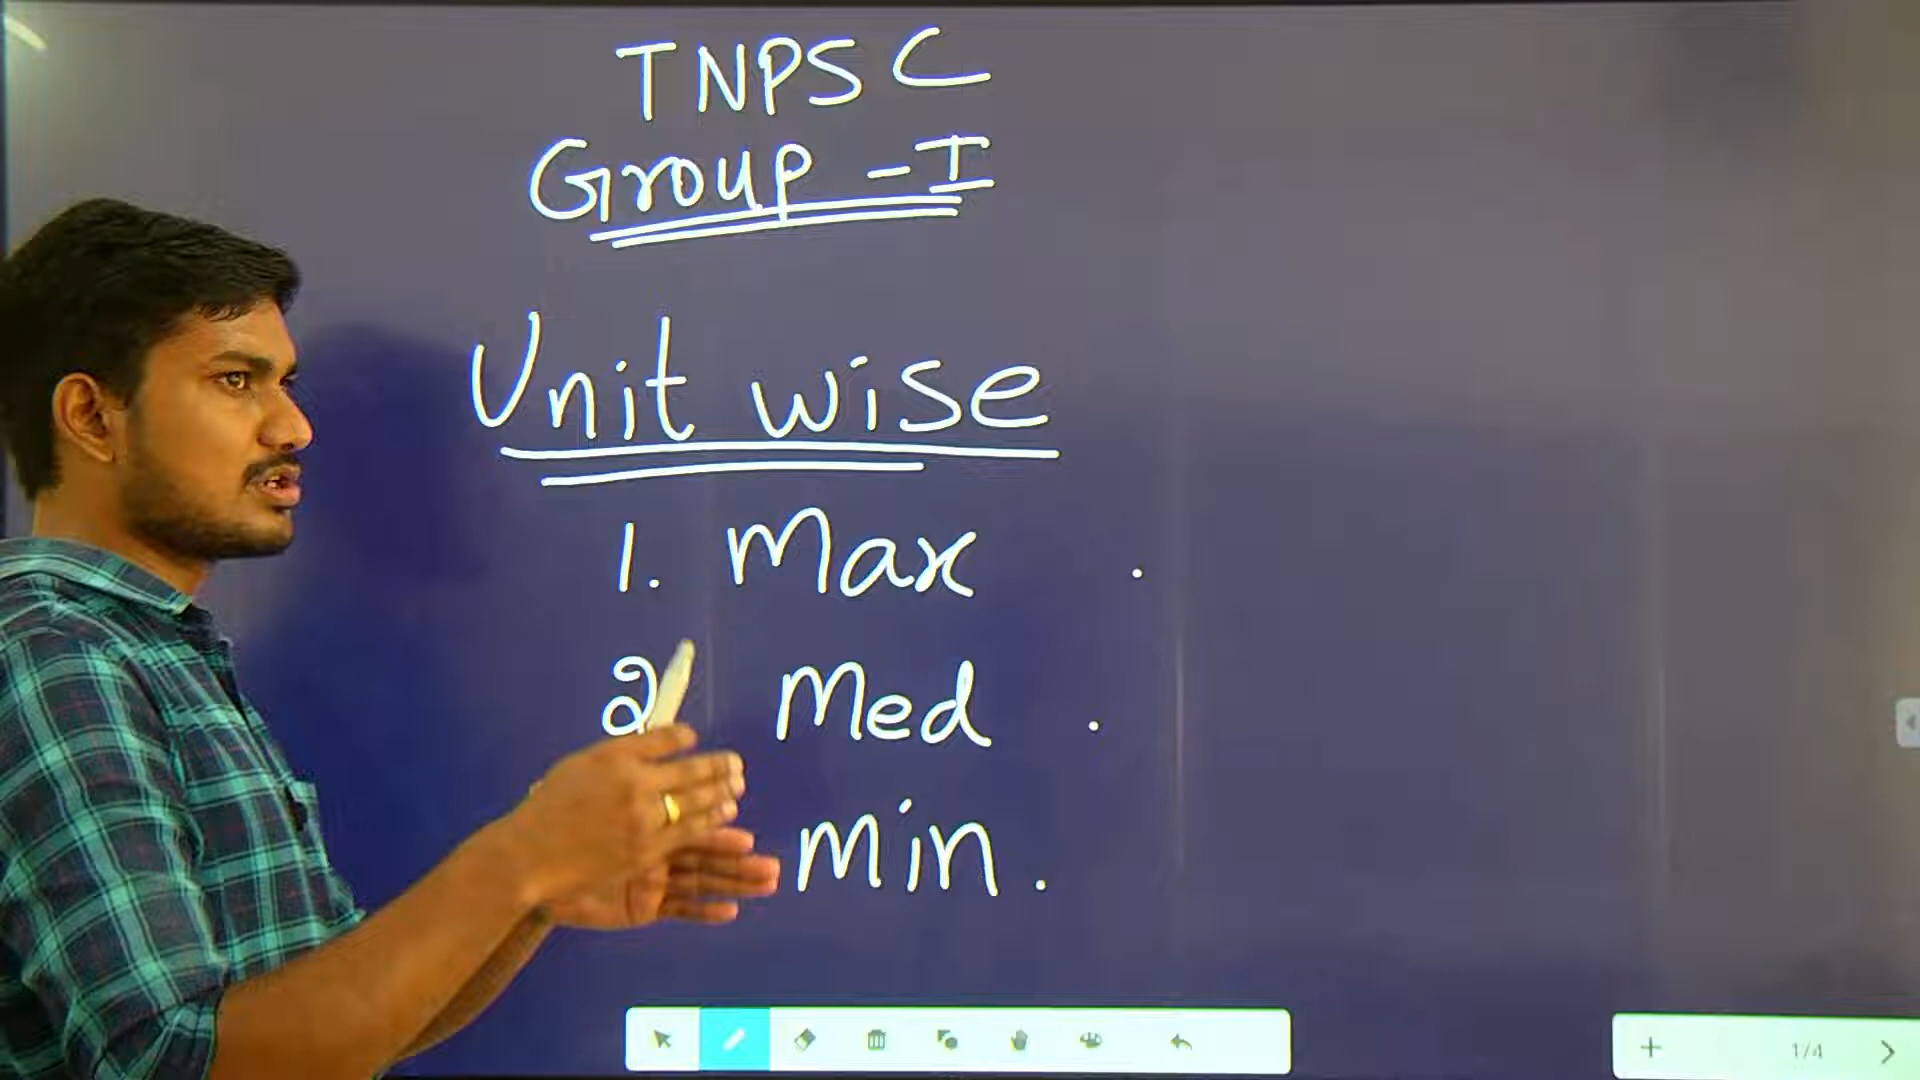 TNPSC
Group - I
Unit wise
1. Max
2 Med
Min.
1/4